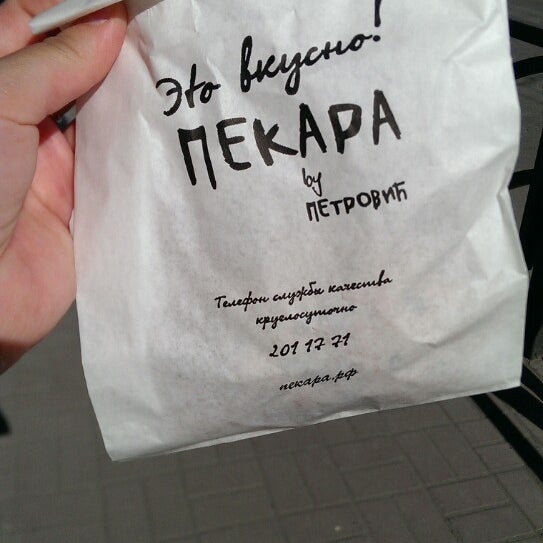 Это вкусно!
ПЕКАРА
by
ПЕТРОВИЋ
Телефон службы качества
круглосуточно
201 17 71
пекара.рф